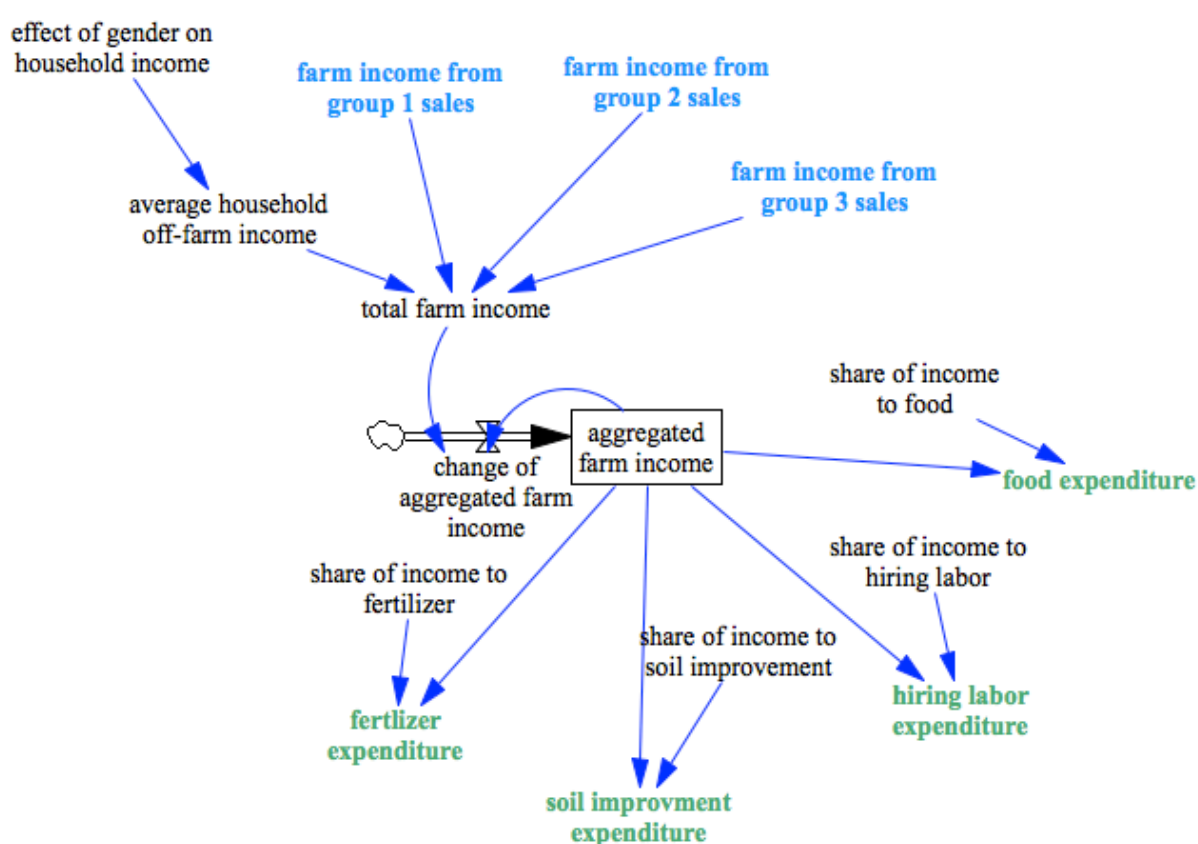 effect of gender on
household income
farm income from
group 1 sales
farm income from
group 2 sales
farm income from
group 3 sales
average household
off-farm income
total farm income
share of income
to food
aggregated
farm income
change of
aggregated farm
income
food expenditure
share of income to
hiring labor
share of income to
fertilizer
share of income to
soil improvement
hiring labor
expenditure
fertlizer
expenditure
soil improvment
expenditure